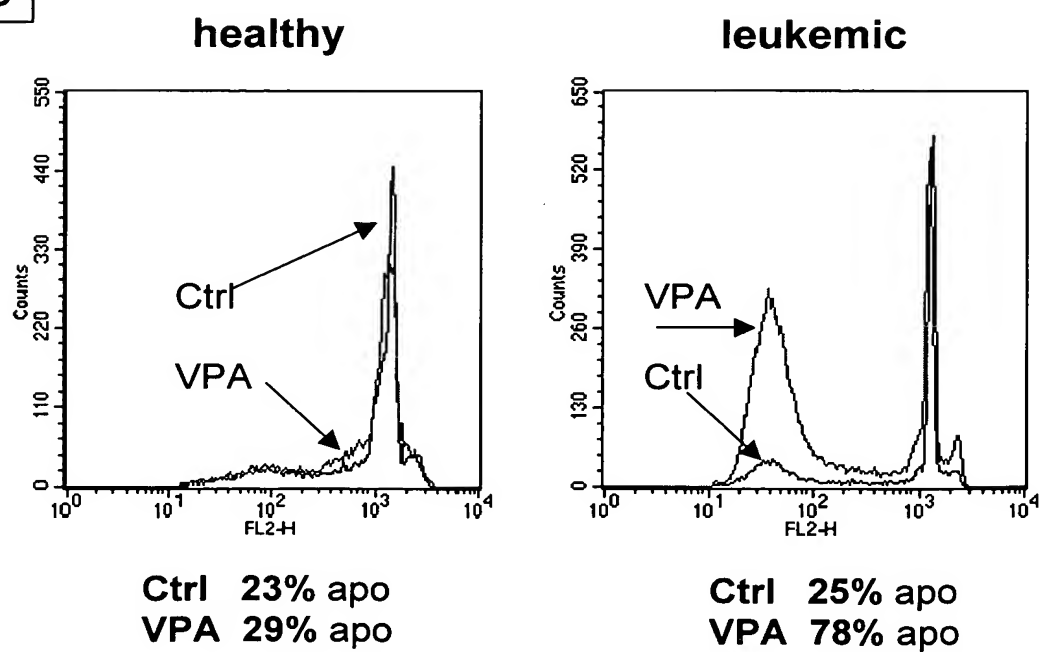 healthy
550
440
330
220
110
0
Counts
Ctrl
VPA
10^0 10^1 10^2 10^3 10^4
FL2-H
Ctrl 23% apo
VPA 29% apo
leukemic
650
520
390
260
130
0
Counts
VPA
Ctrl
10^0 10^1 10^2 10^3 10^4
FL2-H
Ctrl 25% apo
VPA 78% apo